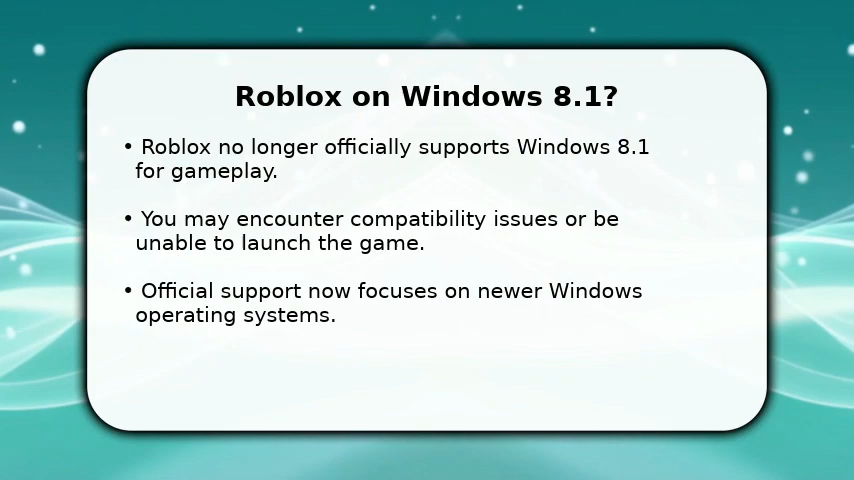 Roblox on Windows 8.1?
• Roblox no longer officially supports Windows 8.1
for gameplay.
• You may encounter compatibility issues or be
unable to launch the game.
• Official support now focuses on newer Windows
operating systems.